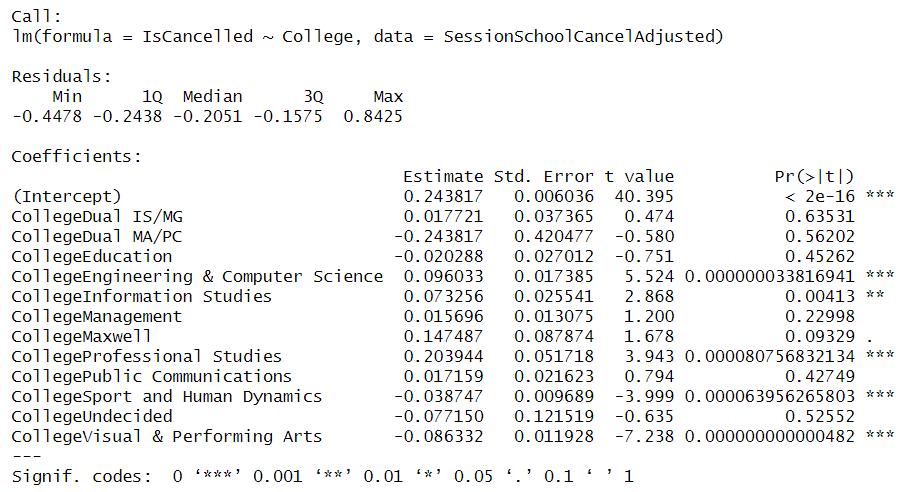 Call:
lm(formula = IsCancelled ~ College, data = SessionSchoolCancelAdjusted)
Residuals:
Min 1Q Median 3Q Max
-0.4478 -0.2438 -0.2051 -0.1575 0.8425
Coefficients:
Estimate Std. Error t value Pr(>|t|)
(Intercept) 0.243817 0.006036 40.395 < 2e-16 ***
CollegeDual IS/MG 0.017721 0.037365 0.474 0.63531
CollegeDual MA/PC -0.243817 0.420477 -0.580 0.56202
CollegeEducation -0.020288 0.027012 -0.751 0.45262
CollegeEngineering & Computer Science 0.096033 0.017385 5.524 0.000000033816941 ***
CollegeInformation Studies 0.073256 0.025541 2.868 0.00413 **
CollegeManagement 0.015696 0.013075 1.200 0.22998
CollegeMaxwell 0.147487 0.087874 1.678 0.09329 .
CollegeProfessional Studies 0.203944 0.051718 3.943 0.000080756832134 ***
CollegePublic Communications 0.017159 0.021623 0.794 0.42749
CollegeSport and Human Dynamics -0.038747 0.009689 -3.999 0.000063956265803 ***
CollegeUndecided -0.077150 0.121519 -0.635 0.52552
CollegeVisual & Performing Arts -0.086332 0.011928 -7.238 0.000000000000482 ***
---
Signif. codes: 0 ‘***’ 0.001 ‘**’ 0.01 ‘*’ 0.05 ‘.’ 0.1 ‘ ’ 1